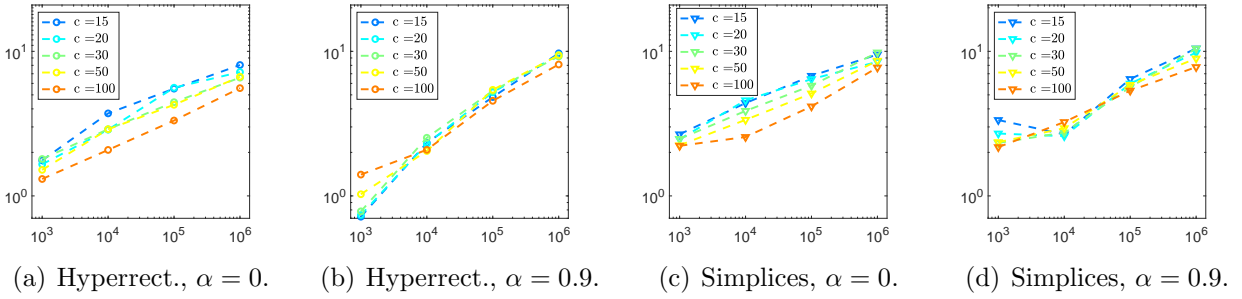 10^1
10^0
10^3 10^4 10^5 10^6
c =15
c =20
c =30
c =50
c =100
(a) Hyperrect., α = 0.
10^1
10^0
10^3 10^4 10^5 10^6
c =15
c =20
c =30
c =50
c =100
(b) Hyperrect., α = 0.9.
10^1
10^0
10^3 10^4 10^5 10^6
c =15
c =20
c =30
c =50
c =100
(c) Simplices, α = 0.
10^1
10^0
10^3 10^4 10^5 10^6
c =15
c =20
c =30
c =50
c =100
(d) Simplices, α = 0.9.